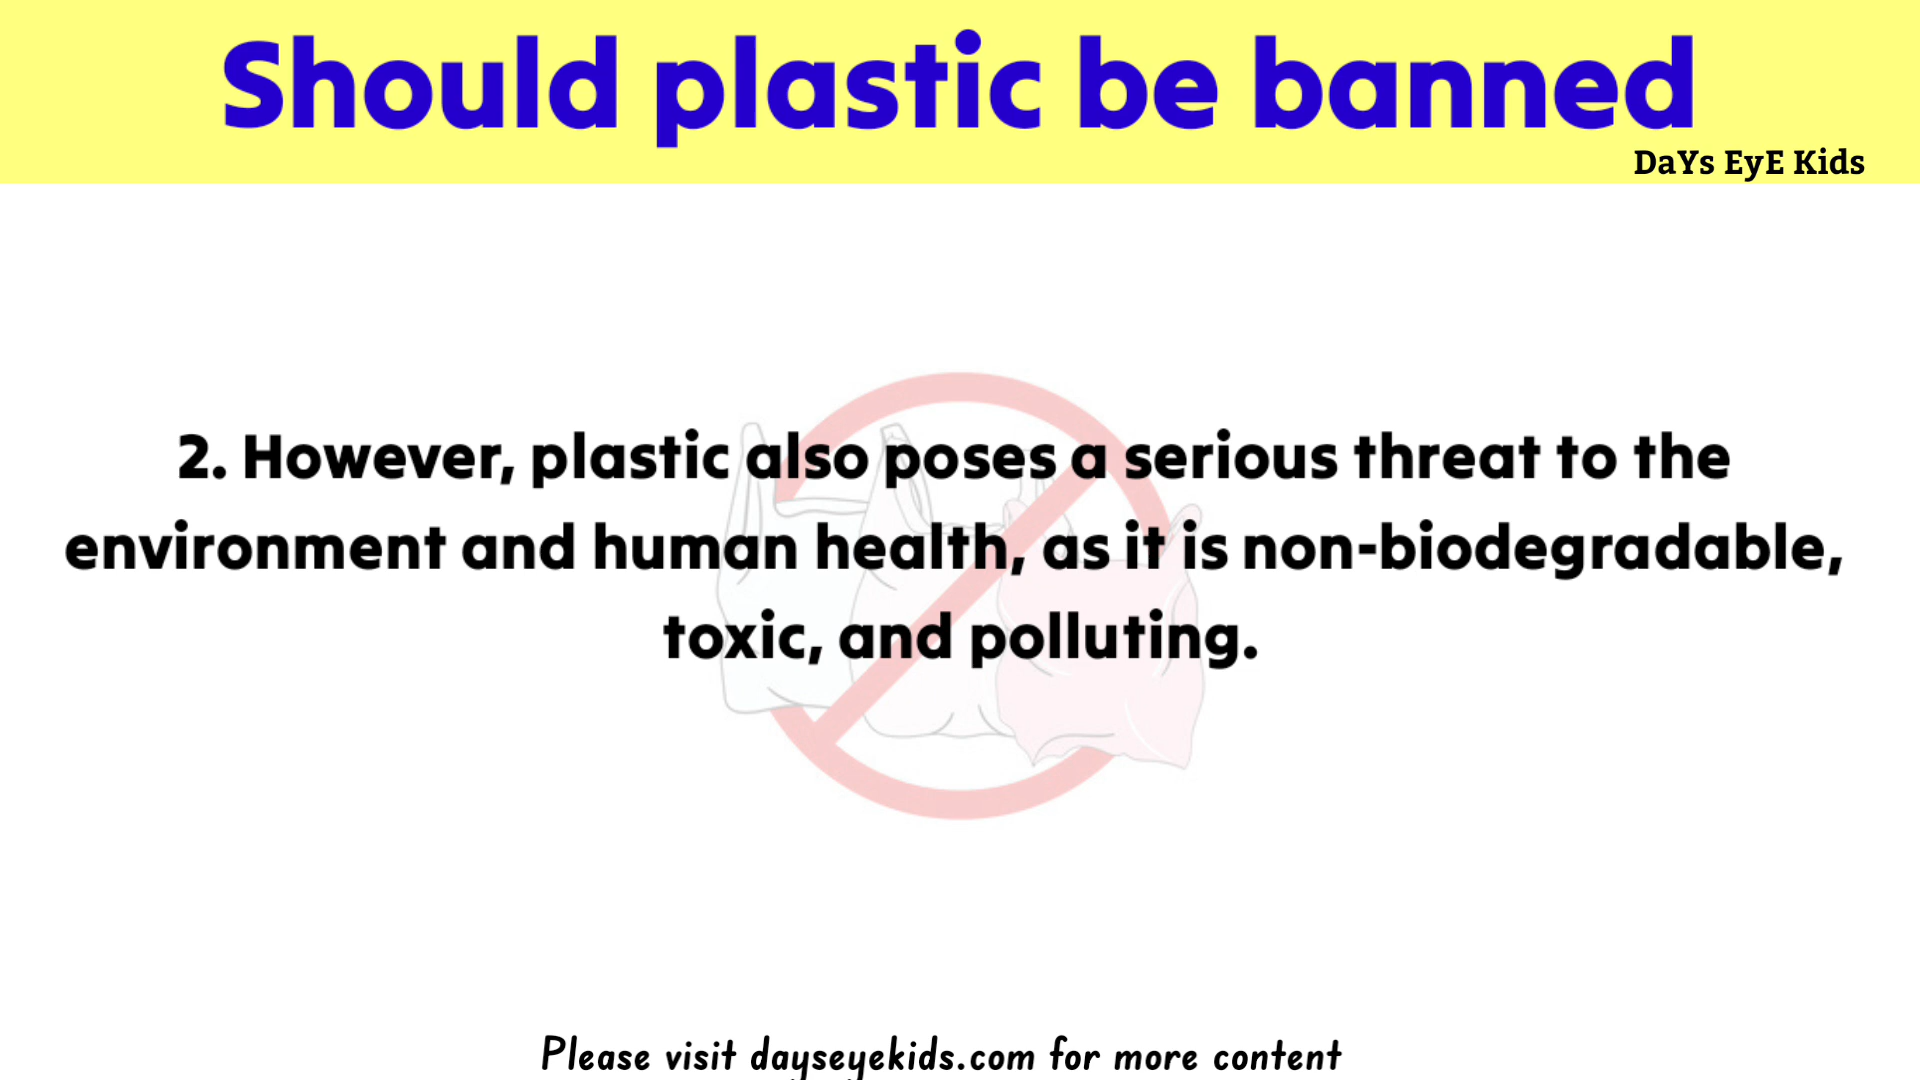 Should plastic be banned
DaYs EyE Kids
2. However, plastic also poses a serious threat to the
environment and human health, as it is non-biodegradable,
toxic, and polluting.
Please visit dayseyekids.com for more content